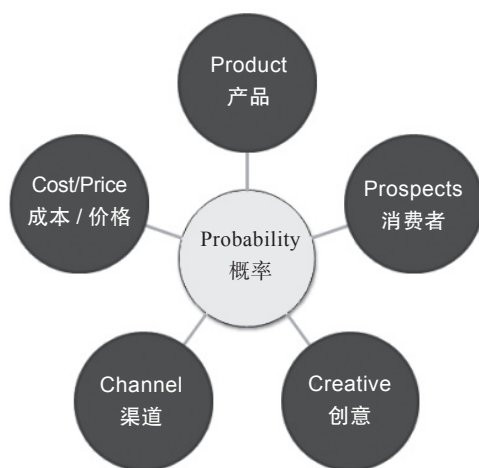 Product
产品
Cost/Price
成本 / 价格
Prospects
消费者
Probability
概率
Channel
渠道
Creative
创意